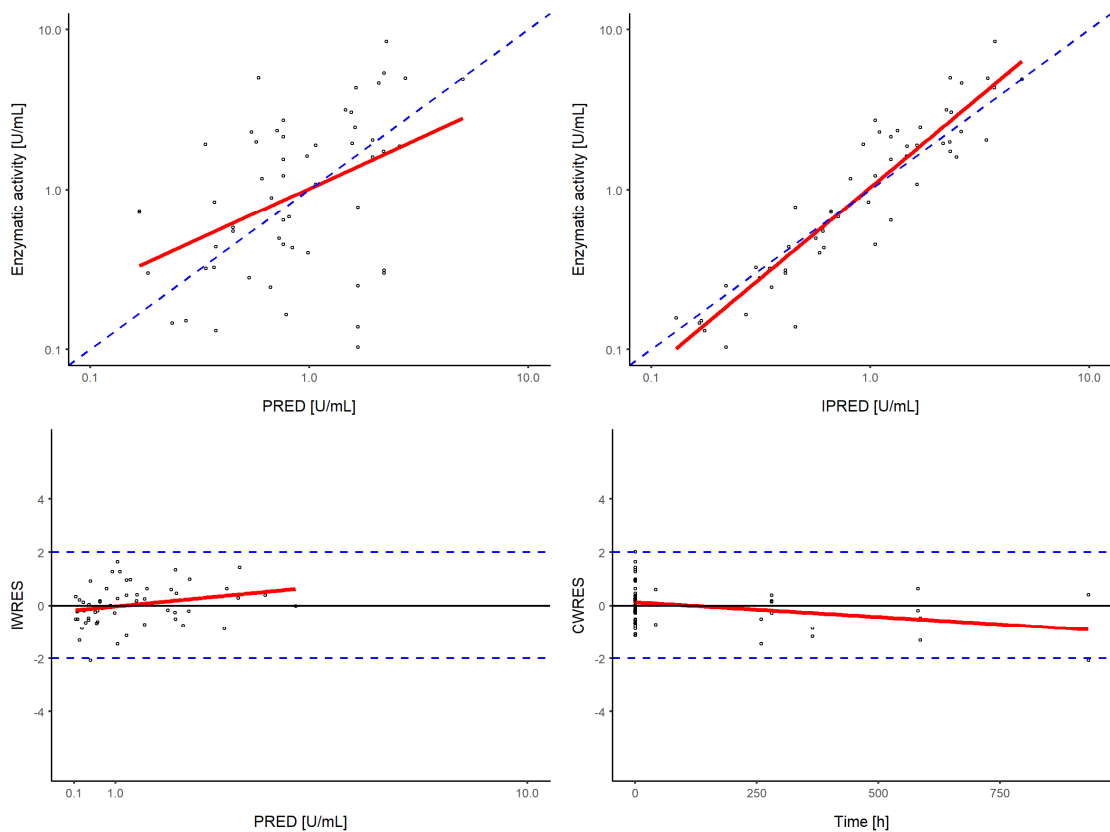 Enzymatic activity [U/mL]
10.0
1.0
0.1
0.1 1.0 10.0
PRED [U/mL]
Enzymatic activity [U/mL]
10.0
1.0
0.1
0.1 1.0 10.0
IPRED [U/mL]
IWRES
4
2
0
-2
-4
0.1 1.0 10.0
PRED [U/mL]
CWRES
4
2
0
-2
-4
0 250 500 750
Time [h]